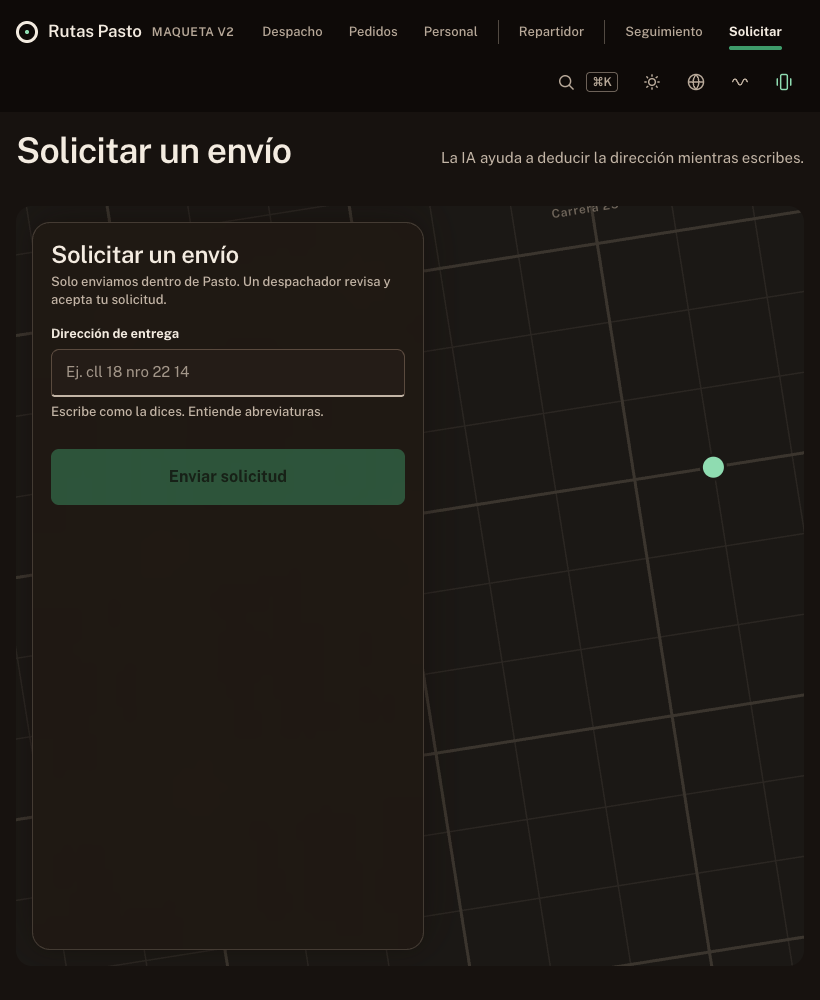 Rutas Pasto MAQUETA V2 Despacho Pedidos Personal Repartidor Seguimiento Solicitar
⌘K
Solicitar un envío
La IA ayuda a deducir la dirección mientras escribes.
Carrera
Solicitar un envío
Solo enviamos dentro de Pasto. Un despachador revisa y
acepta tu solicitud.
Dirección de entrega
Ej. cll 18 nro 22 14
Escribe como la dices. Entiende abreviaturas.
Enviar solicitud